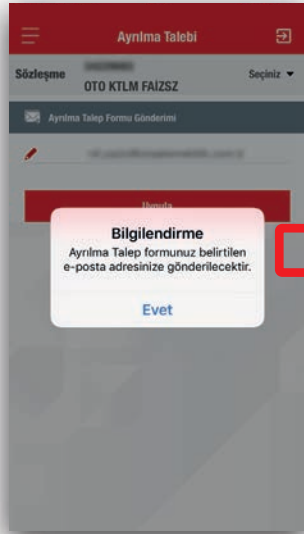 Ayrılma Talebi
Sözleşme
OTO KTLM FAİZSZ
Seçiniz
Ayrılma Talep Formu Gönderimi
Uygula
Bilgilendirme
Ayrılma Talep formunuz belirtilen
e-posta adresinize gönderilecektir.
Evet